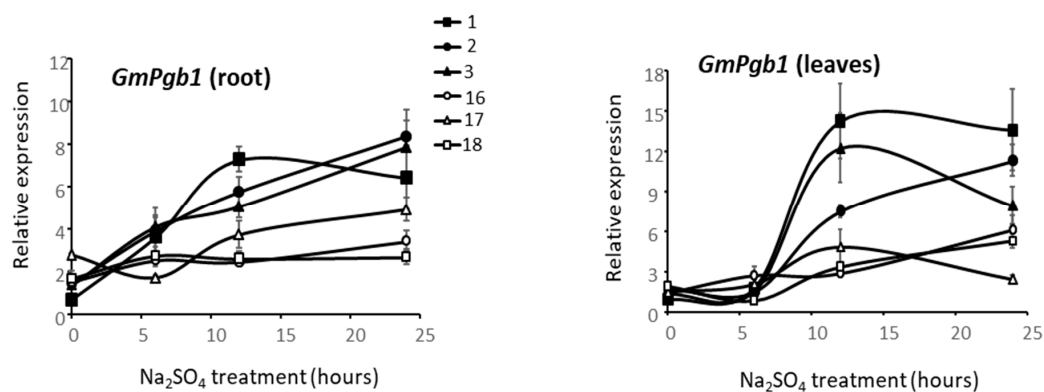 GmPgb1 (root)
Relative expression
12
10
8
6
4
2
0
0 5 10 15 20 25
Na₂SO₄ treatment (hours)
1
2
3
16
17
18
GmPgb1 (leaves)
Relative expression
18
15
12
9
6
3
0
0 5 10 15 20 25
Na₂SO₄ treatment (hours)